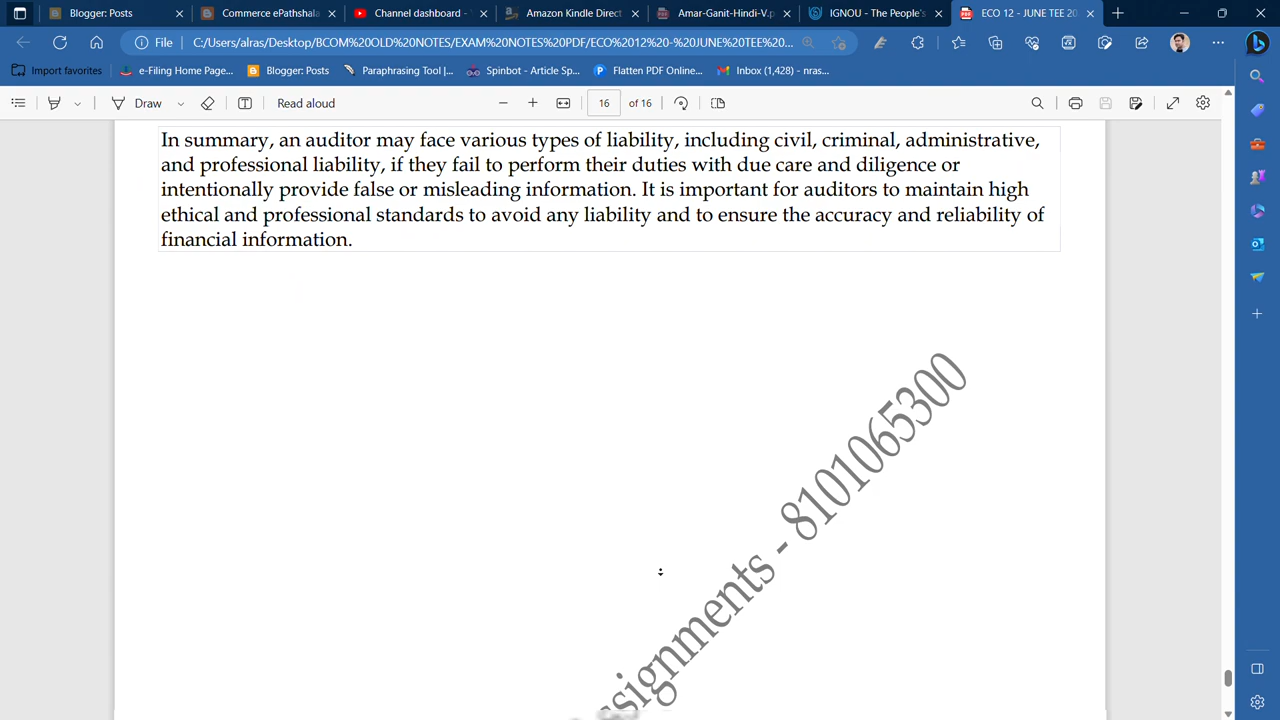 Blogger: Posts
Commerce ePathshala
Channel dashboard -
Amazon Kindle Direct
Amar-Ganit-Hindi-V.p
IGNOU - The People's
ECO 12 - JUNE TEE 20
File
C:/Users/alras/Desktop/BCOM%20OLD%20NOTES/EXAM%20NOTES%20PDF/ECO%2012%20-%20JUNE%20TEE%20...
Import favorites
e-Filing Home Page...
Blogger: Posts
Paraphrasing Tool |...
Spinbot - Article Sp...
Flatten PDF Online...
Inbox (1,428) - nras...
Draw
Read aloud
16
of 16
In summary, an auditor may face various types of liability, including civil, criminal, administrative,
and professional liability, if they fail to perform their duties with due care and diligence or
intentionally provide false or misleading information. It is important for auditors to maintain high
ethical and professional standards to avoid any liability and to ensure the accuracy and reliability of
financial information.
ssignments - 8101065300